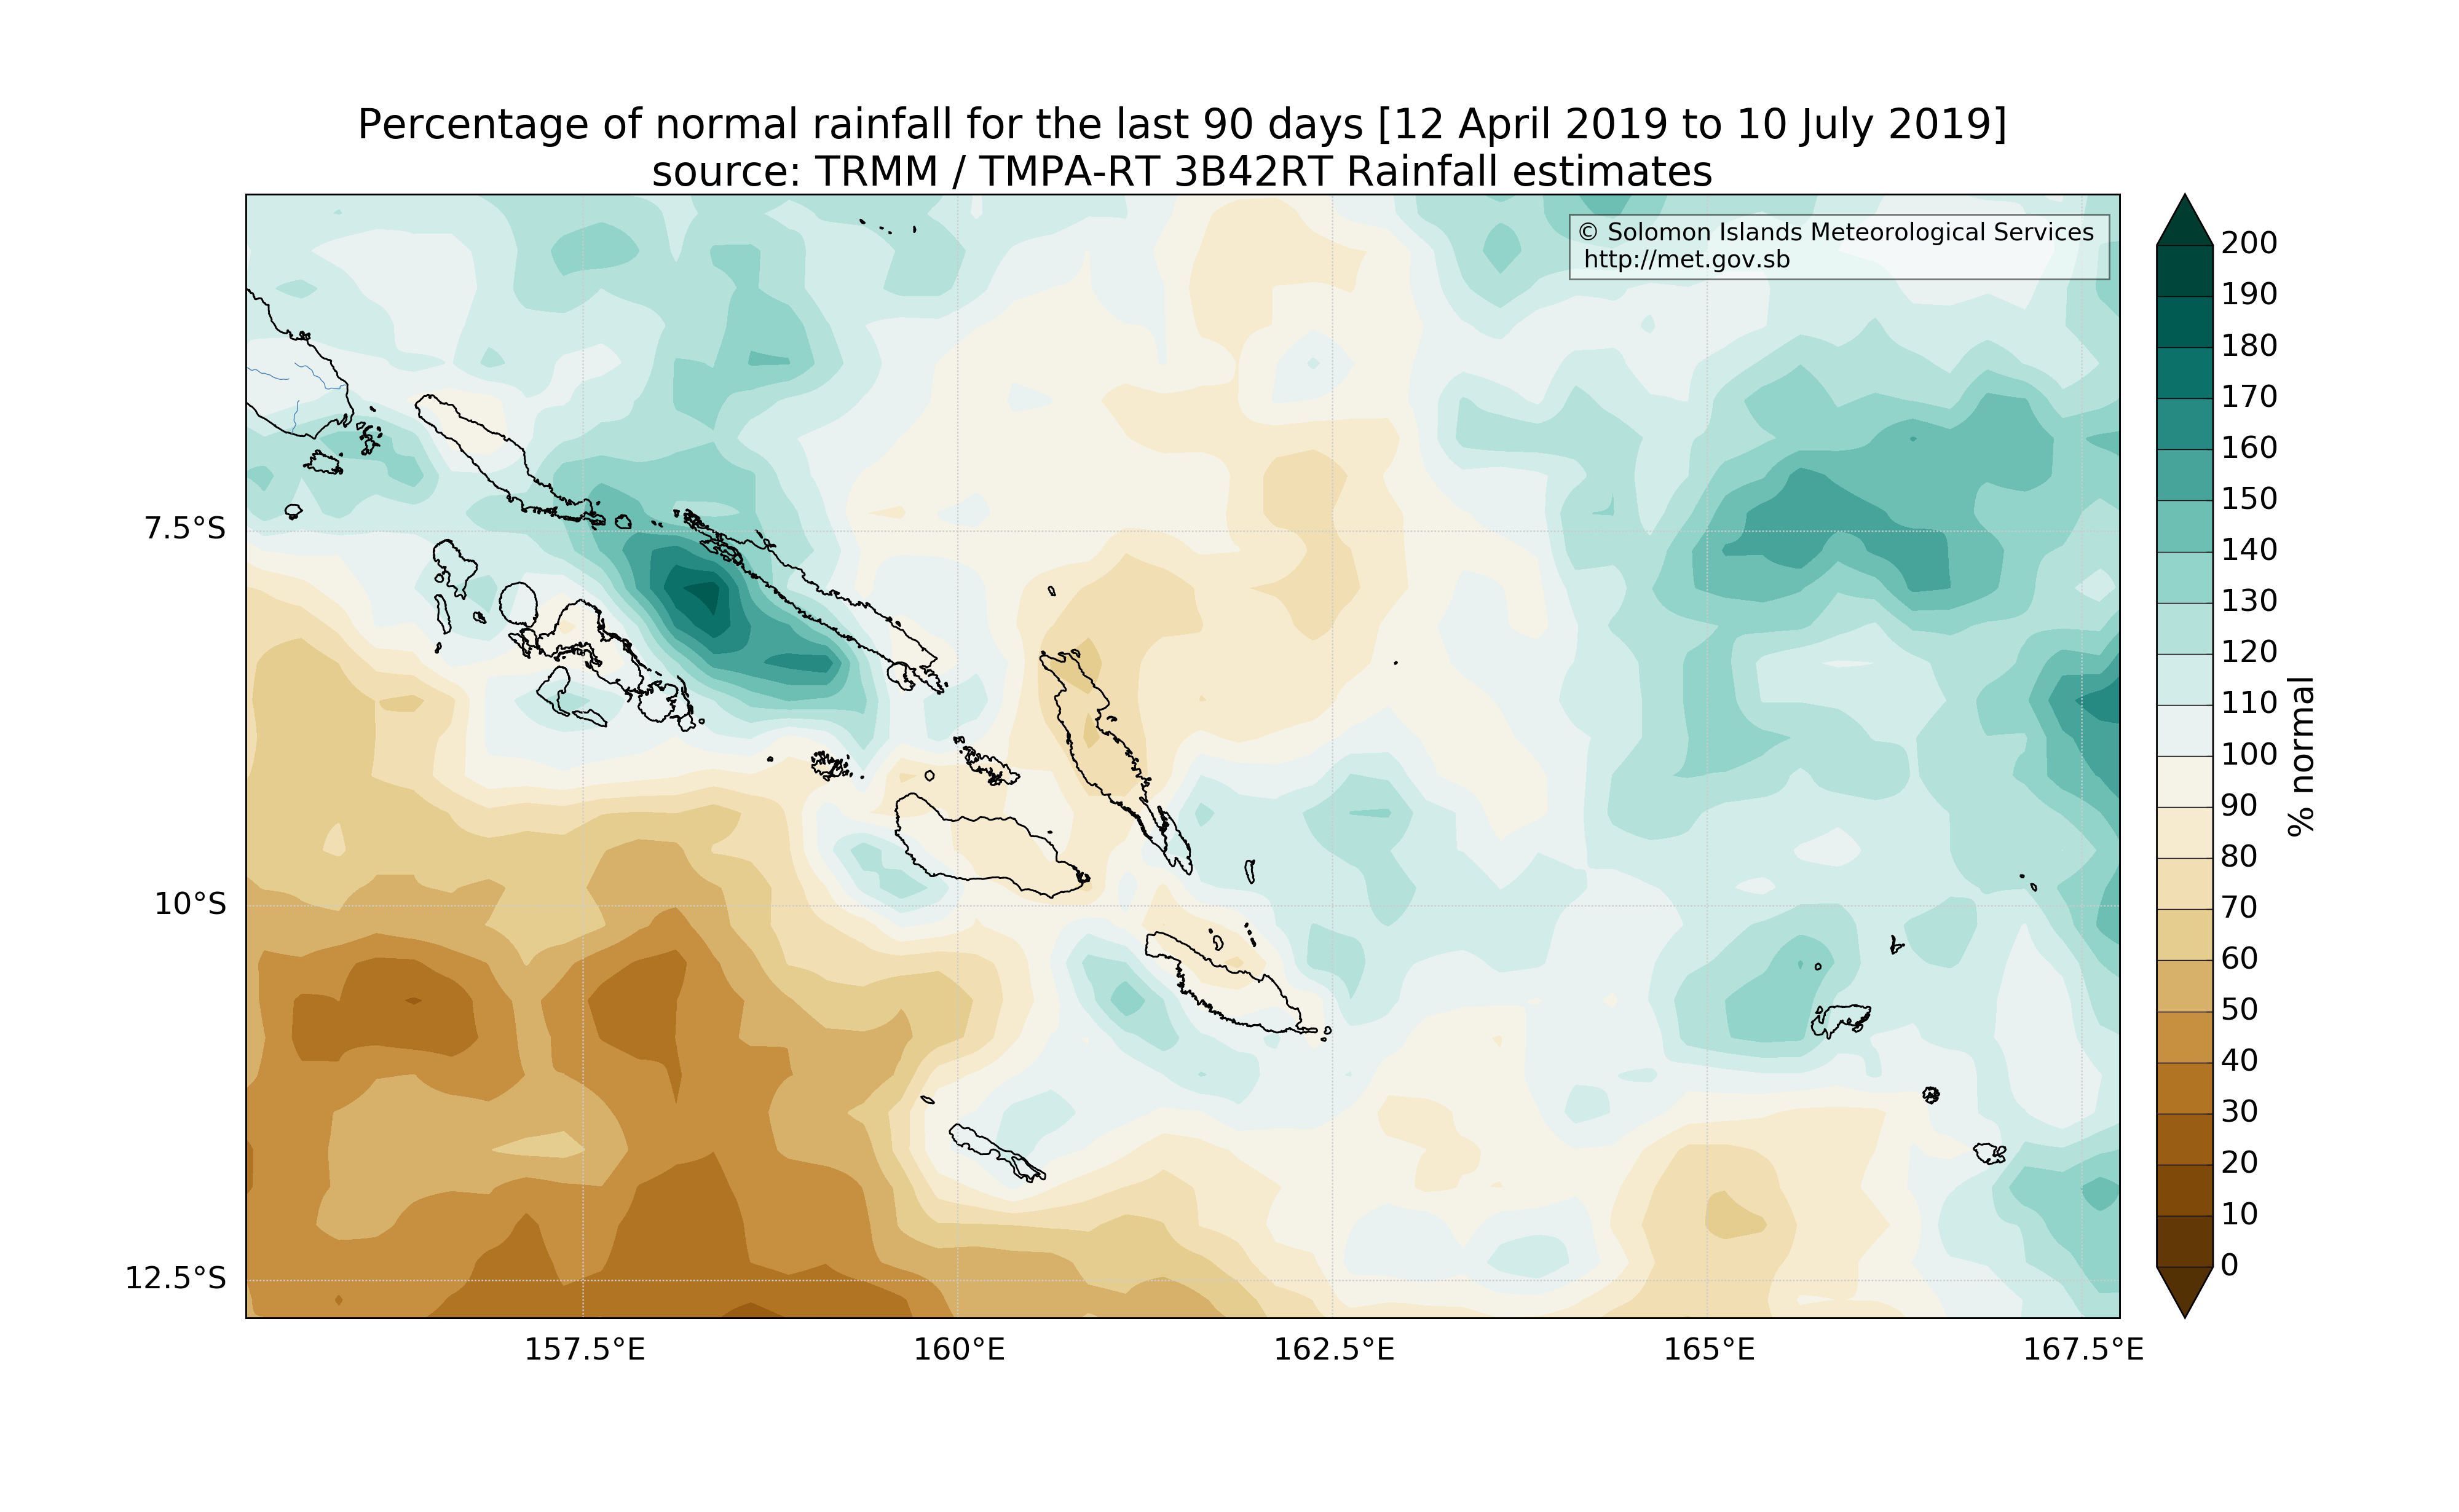 Percentage of normal rainfall for the last 90 days [12 April 2019 to 10 July 2019]
source: TRMM / TMPA-RT 3B42RT Rainfall estimates
© Solomon Islands Meteorological Services
http://met.gov.sb
7.5°S
10°S
12.5°S
157.5°E
160°E
162.5°E
165°E
167.5°E
200
190
180
170
160
150
140
130
120
110
100
90
80
70
60
50
40
30
20
10
0
% normal